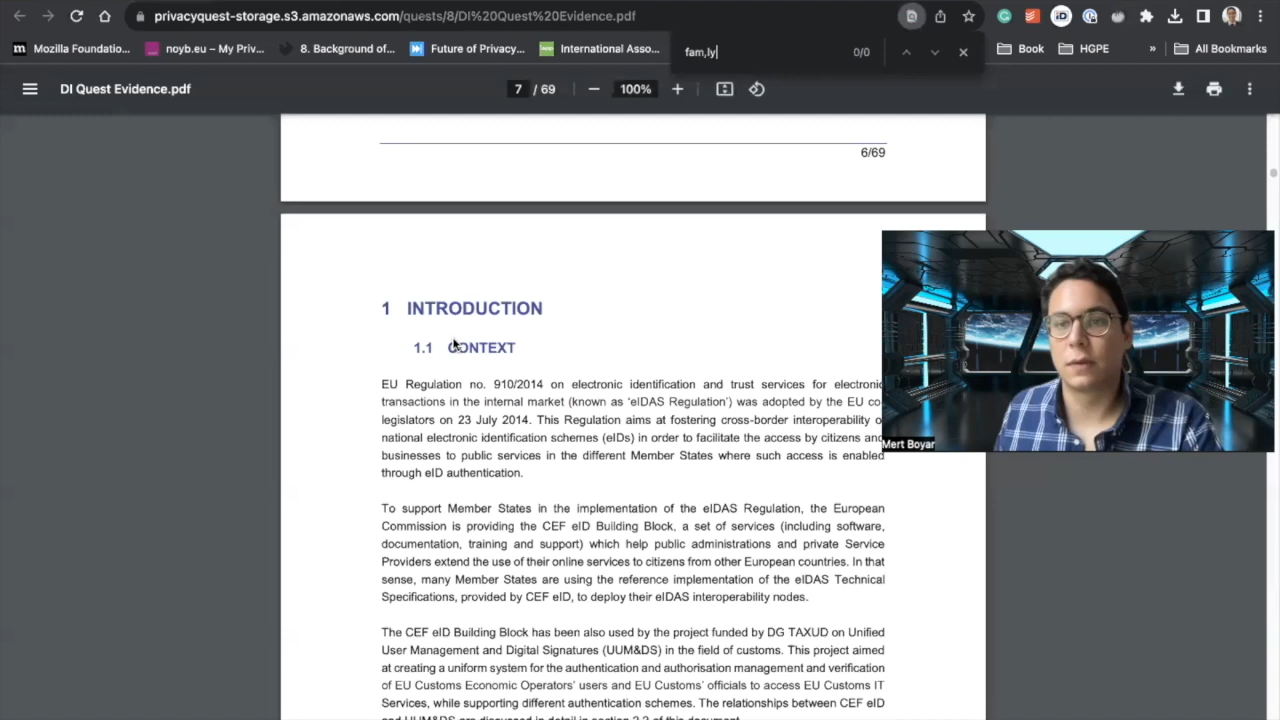 privacyquest-storage.s3.amazonaws.com/quests/8/DI%20Quest%20Evidence.pdf
Mozilla Foundatio...
noyb.eu – My Priv...
8. Background of...
Future of Privacy...
International Asso...
fam,ly
0/0
Book
HGPE
»
All Bookmarks
DI Quest Evidence.pdf
7 / 69
100%
6/69
1 INTRODUCTION
1.1 CONTEXT
EU Regulation no. 910/2014 on electronic identification and trust services for electronic
transactions in the internal market (known as 'eIDAS Regulation') was adopted by the EU co-
legislators on 23 July 2014. This Regulation aims at fostering cross-border interoperability o
national electronic identification schemes (eIDs) in order to facilitate the access by citizens and
businesses to public services in the different Member States where such access is enabled
through eID authentication.
To support Member States in the implementation of the eIDAS Regulation, the European
Commission is providing the CEF eID Building Block, a set of services (including software,
documentation, training and support) which help public administrations and private Service
Providers extend the use of their online services to citizens from other European countries. In that
sense, many Member States are using the reference implementation of the eIDAS Technical
Specifications, provided by CEF eID, to deploy their eIDAS interoperability nodes.
The CEF eID Building Block has been also used by the project funded by DG TAXUD on Unified
User Management and Digital Signatures (UUM&DS) in the field of customs. This project aimed
at creating a uniform system for the authentication and authorisation management and verification
of EU Customs Economic Operators' users and EU Customs' officials to access EU Customs IT
Services, while supporting different authentication schemes. The relationships between CEF eID
and UUM&DS are discussed in detail in section 2.2 of this document.
Mert Boyar